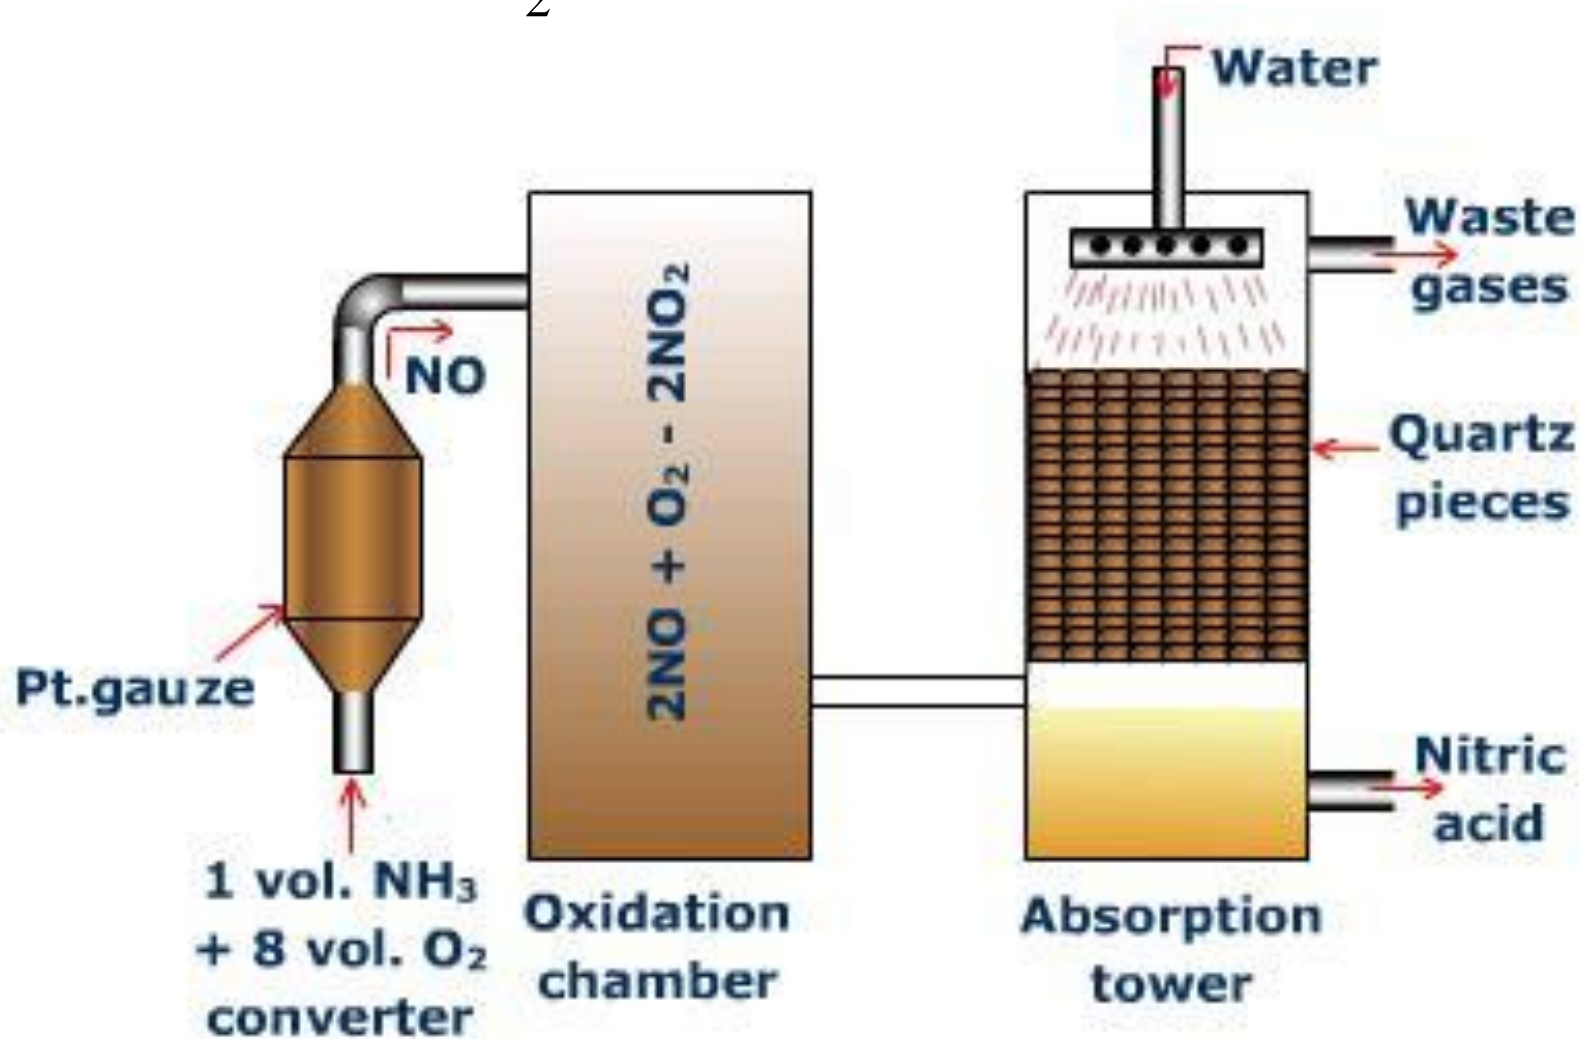 2
Water
Waste
gases
NO
2NO + O₂ - 2NO₂
Quartz
pieces
Pt.gauze
Nitric
acid
1 vol. NH₃
+ 8 vol. O₂
converter
Oxidation
chamber
Absorption
tower